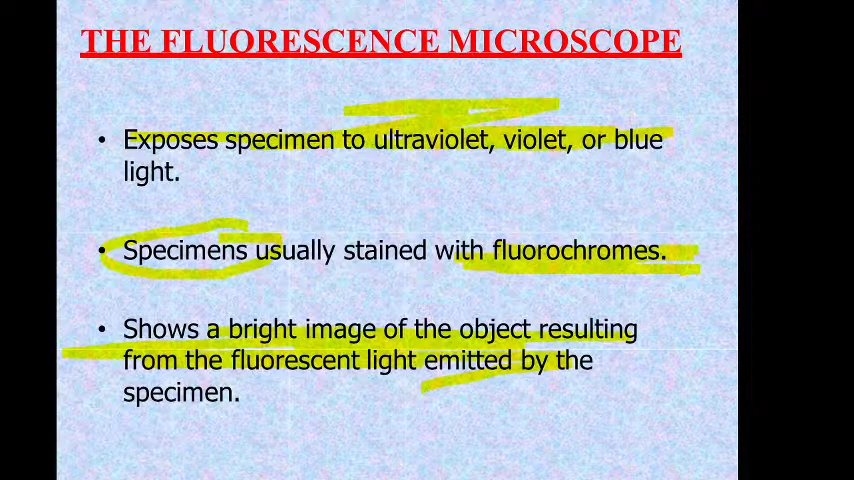 THE FLUORESCENCE MICROSCOPE
• Exposes specimen to ultraviolet, violet, or blue
light.
• Specimens usually stained with fluorochromes.
• Shows a bright image of the object resulting
from the fluorescent light emitted by the
specimen.